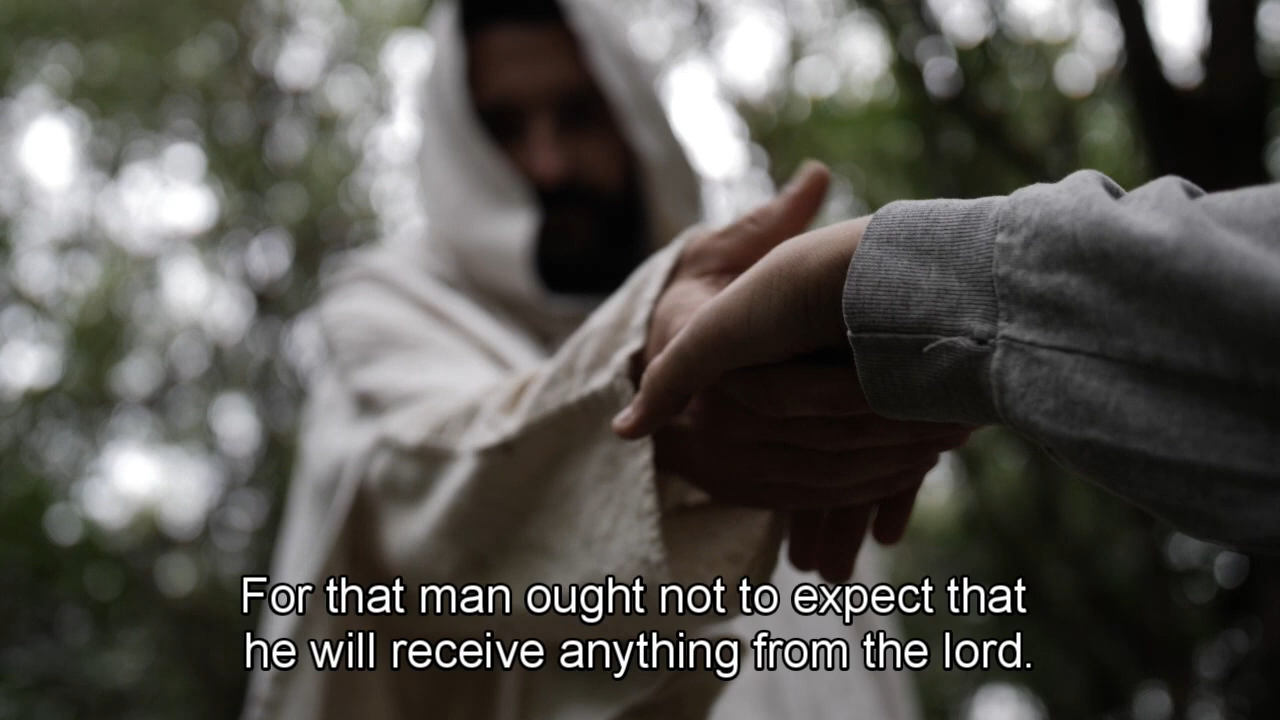 For that man ought not to expect that
he will receive anything from the lord.